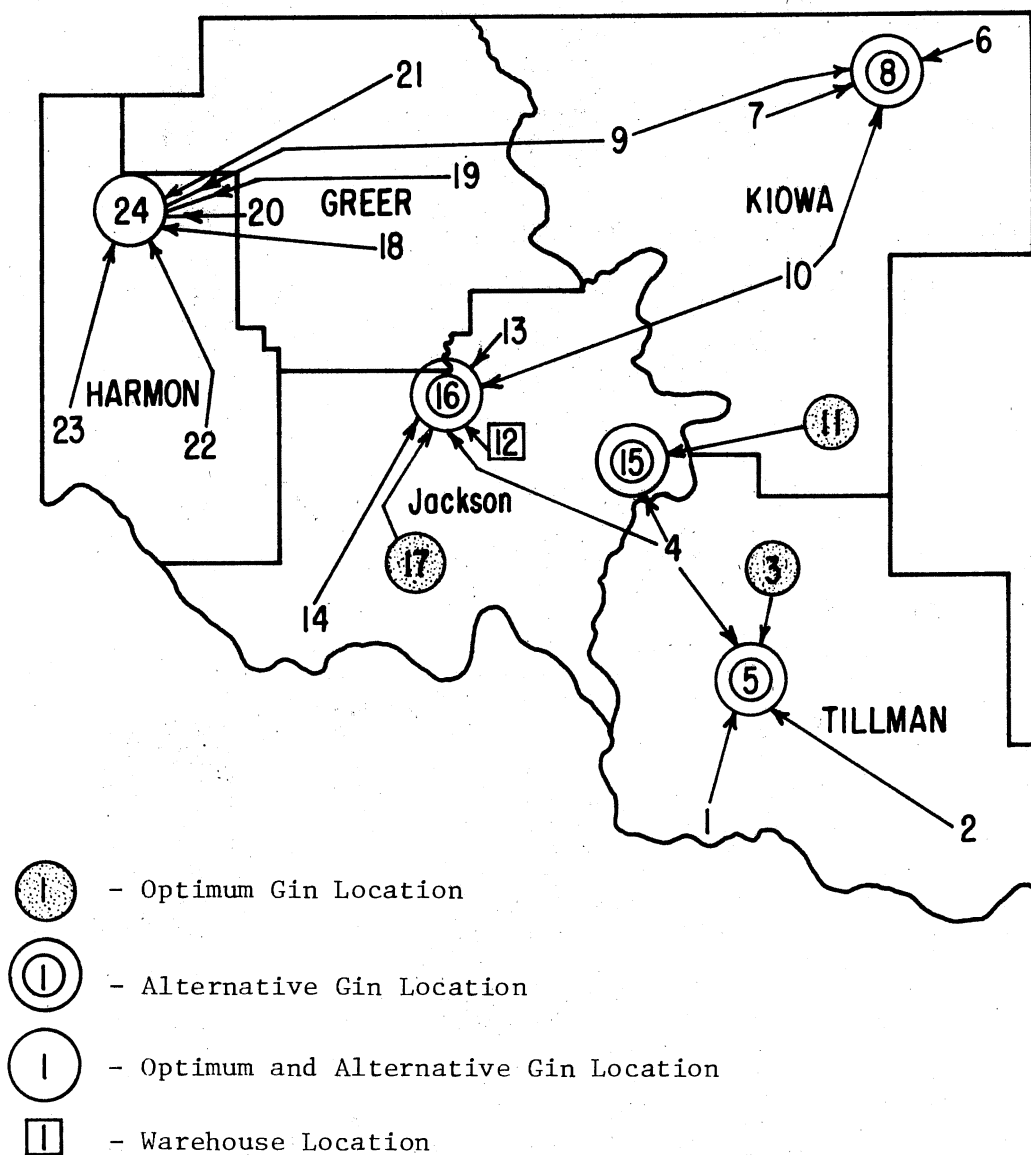 6
8
21
7
9
19
24
20
GREER
KIOWA
18
10
13
HARMON
16
23
22
12
11
15
Jackson
4
17
3
14
5
TILLMAN
1
2
1 - Optimum Gin Location
1 - Alternative Gin Location
1 - Optimum and Alternative Gin Location
1 - Warehouse Location